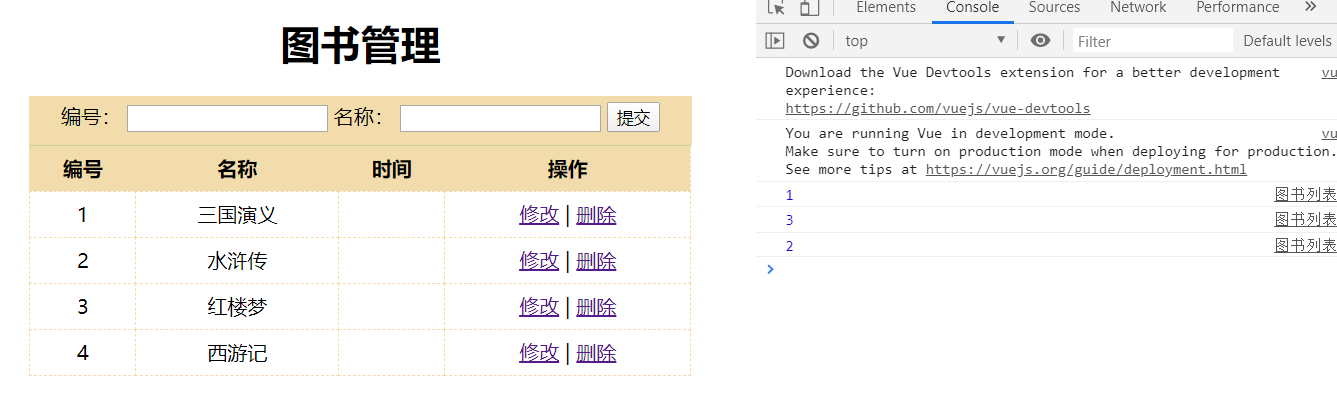 图书管理
编号： 名称： 提交
编号 名称 时间 操作
1 三国演义 修改 | 删除
2 水浒传 修改 | 删除
3 红楼梦 修改 | 删除
4 西游记 修改 | 删除
Elements Console Sources Network Performance »
top ▼ Filter Default levels
Download the Vue Devtools extension for a better development vu
experience:
https://github.com/vuejs/vue-devtools
You are running Vue in development mode. vu
Make sure to turn on production mode when deploying for production.
See more tips at https://vuejs.org/guide/deployment.html
1 图书列表
3 图书列表
2 图书列表
>